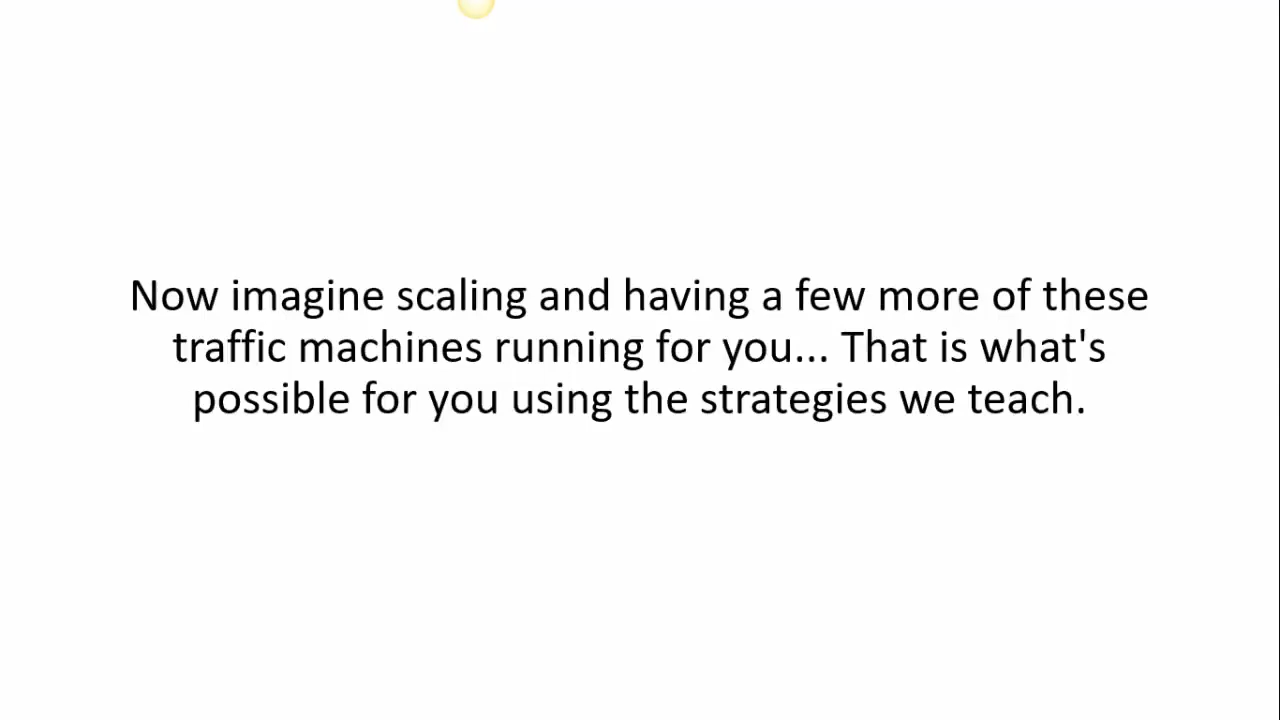 Now imagine scaling and having a few more of these
traffic machines running for you... That is what's
possible for you using the strategies we teach.